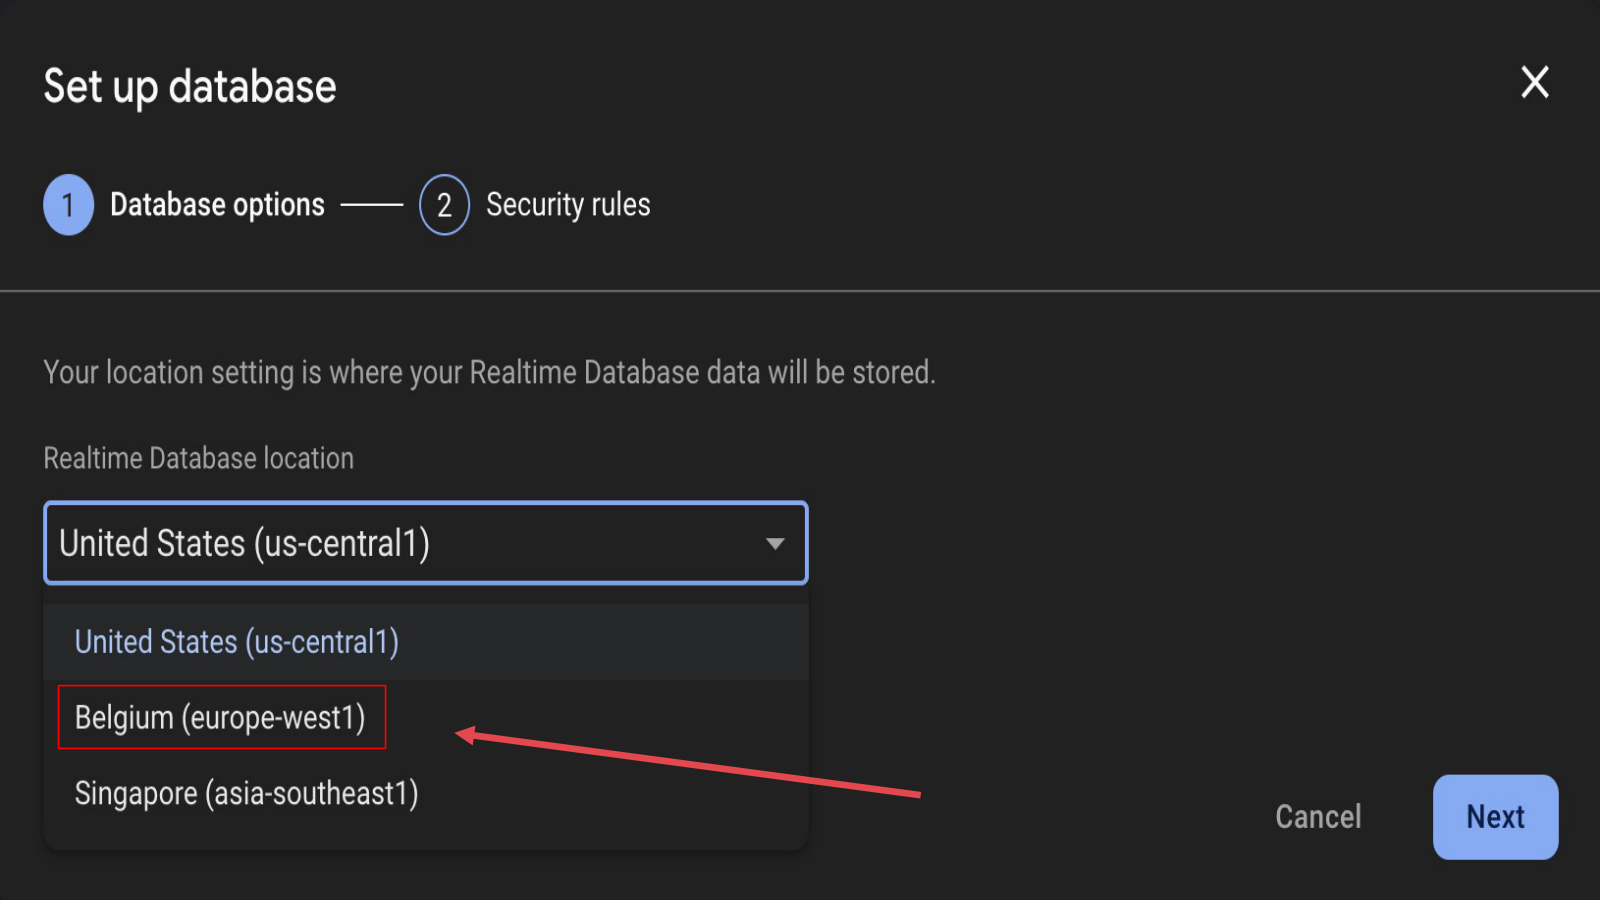 Set up database
1 Database options 2 Security rules
Your location setting is where your Realtime Database data will be stored.
Realtime Database location
United States (us-central1)
United States (us-central1)
Belgium (europe-west1)
Singapore (asia-southeast1)
Cancel Next